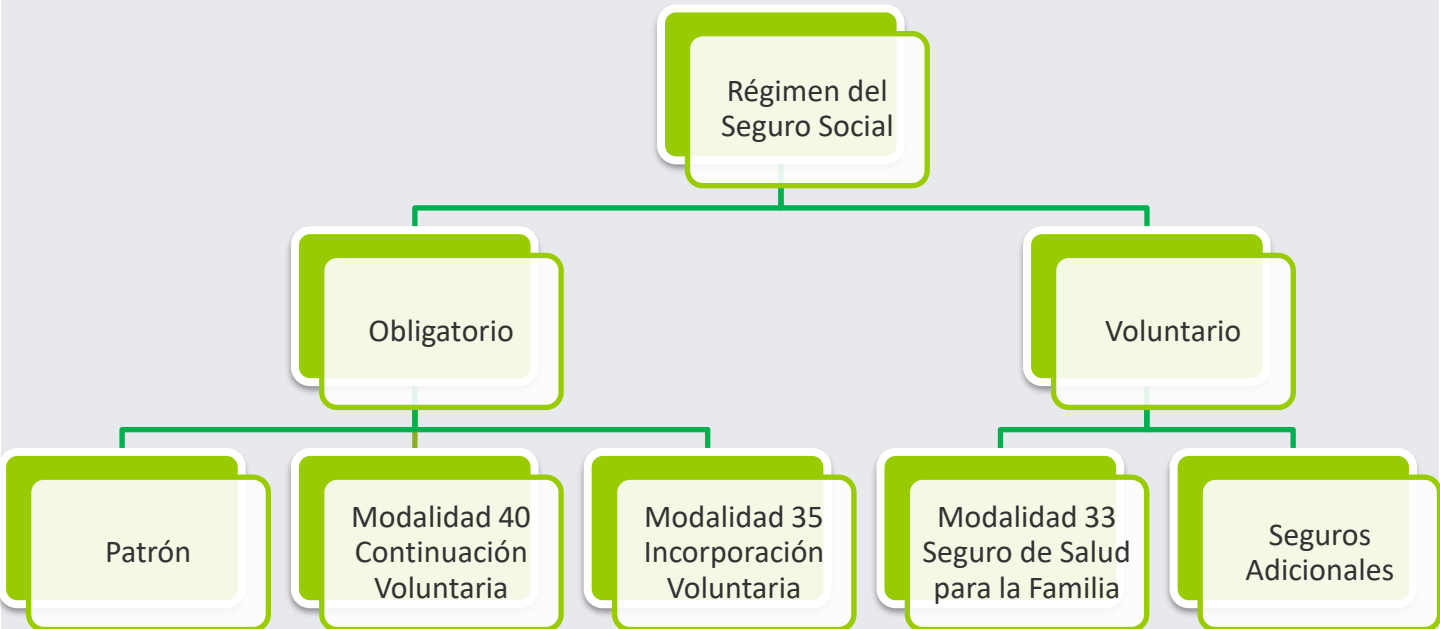 Régimen del
Seguro Social
Obligatorio
Voluntario
Patrón
Modalidad 40
Continuación
Voluntaria
Modalidad 35
Incorporación
Voluntaria
Modalidad 33
Seguro de Salud
para la Familia
Seguros
Adicionales